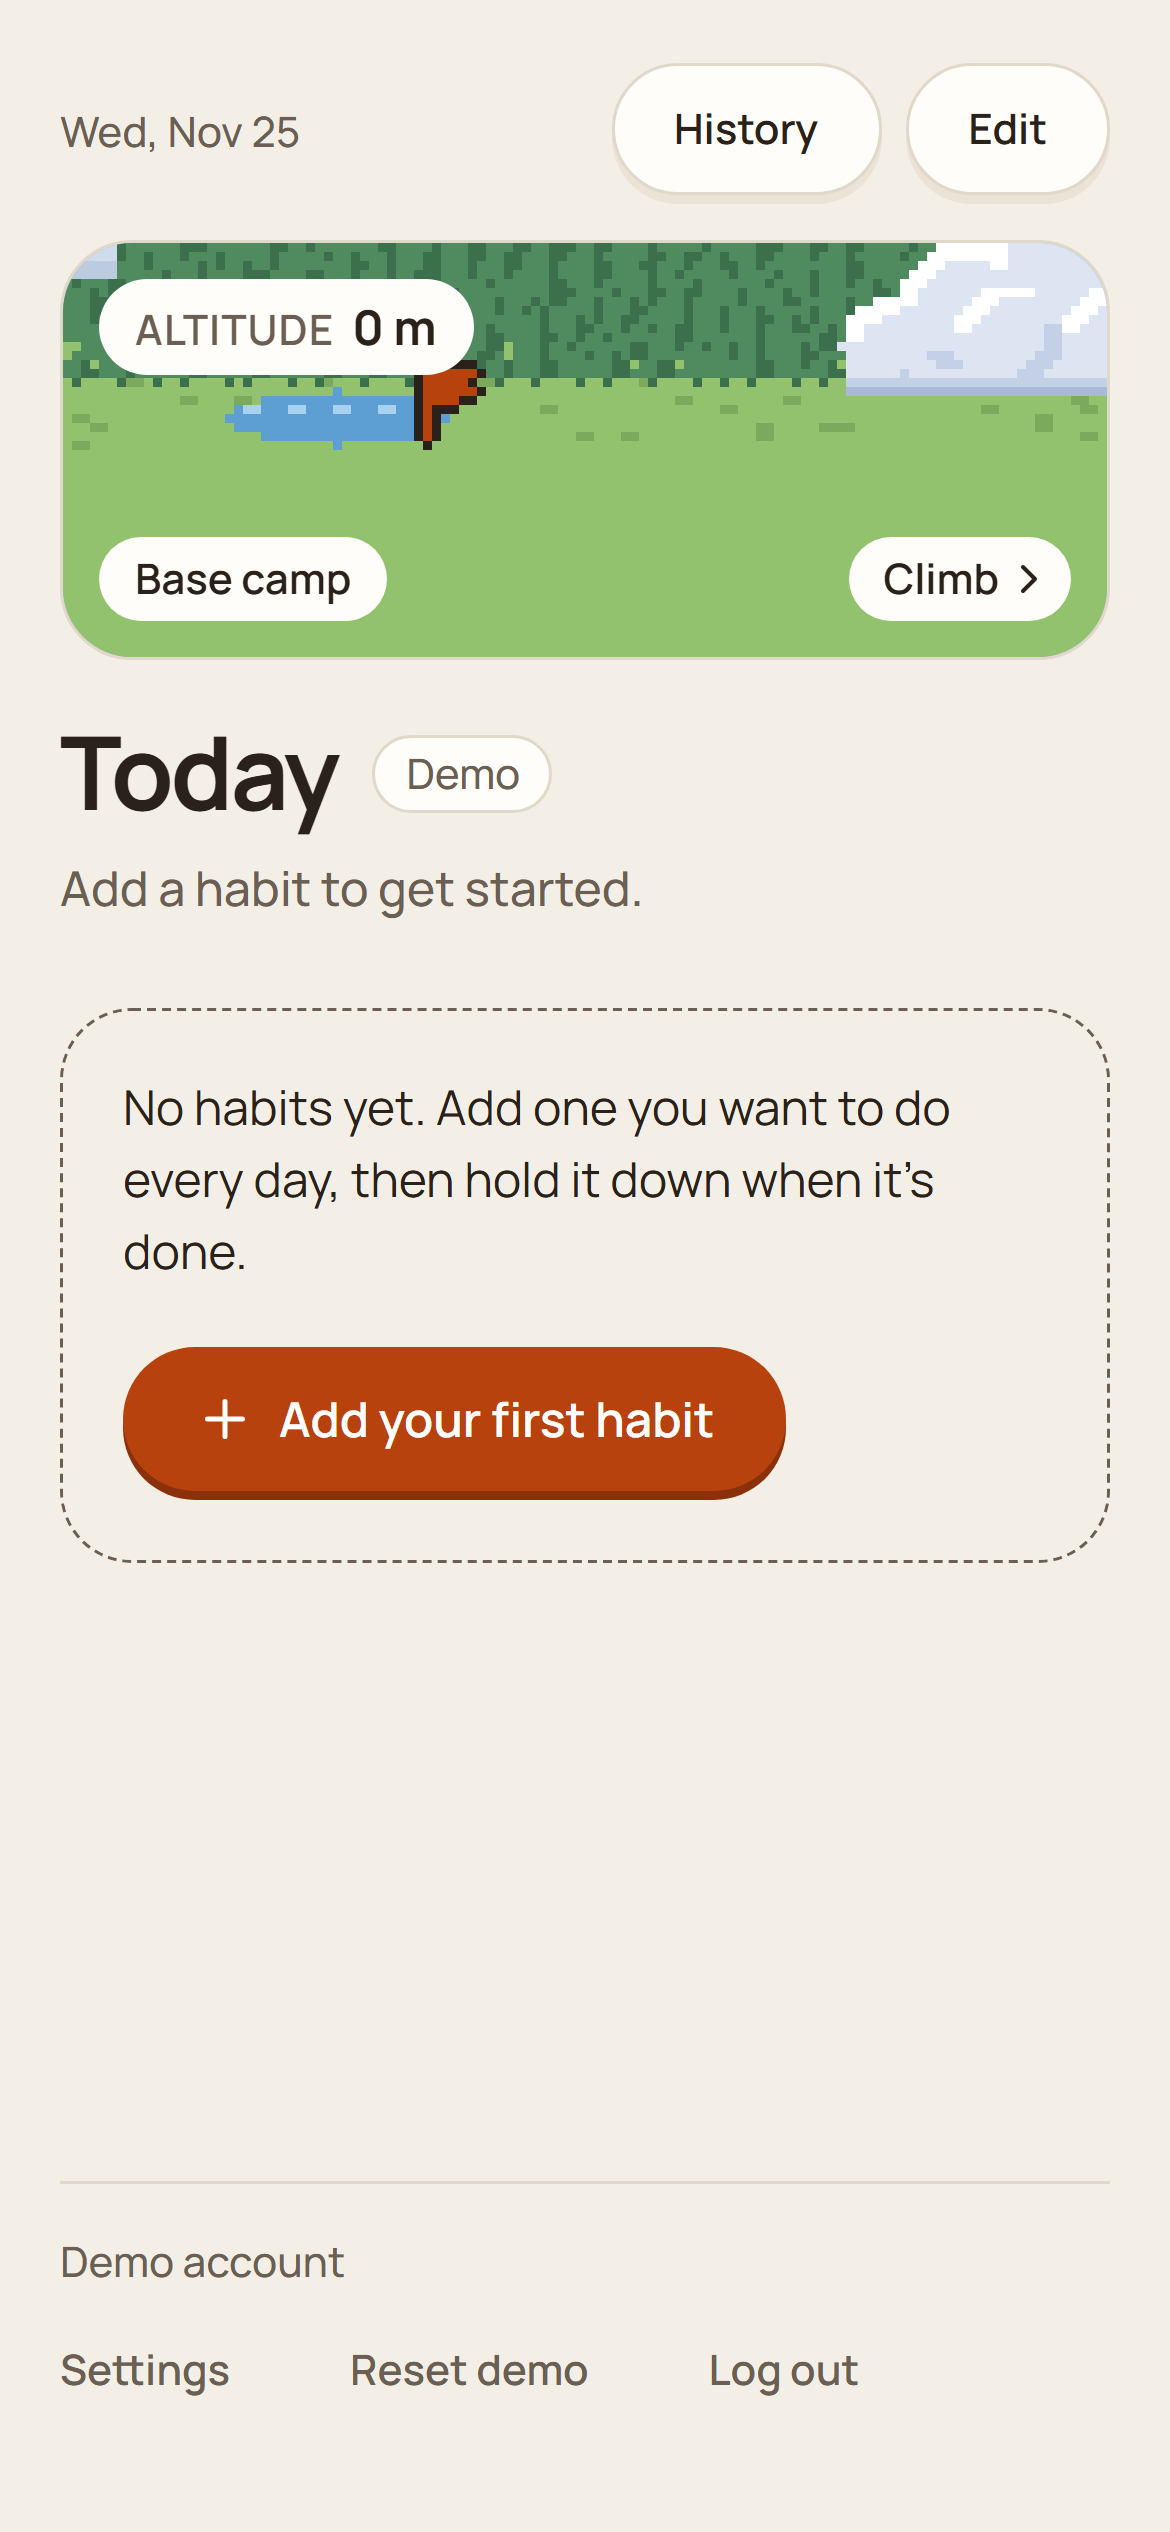 Wed, Nov 25
History
Edit
ALTITUDE 0 m
Base camp
Climb
Today
Demo
Add a habit to get started.
No habits yet. Add one you want to do
every day, then hold it down when it’s
done.
Add your first habit
Demo account
Settings
Reset demo
Log out